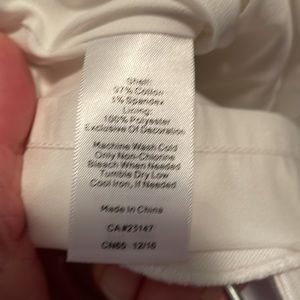 Shell:
97% Cotton
1% Spandex
Lining:
100% Polyester
Exclusive Of Decoration
Machine Wash Cold
Only Non-Chlorine
Bleach When Needed
Tumble Dry Low
Cool Iron, If Needed
Made In China
CA#23147
CN65 12/16